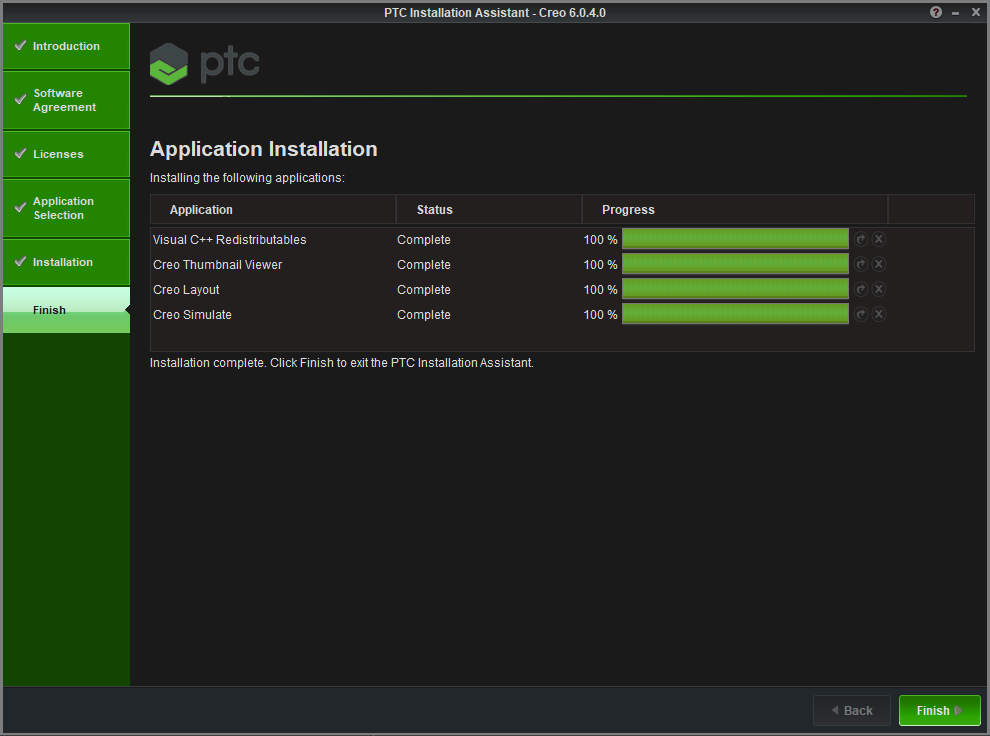 PTC Installation Assistant - Creo 6.0.4.0
Introduction
Software
Agreement
Licenses
Application
Selection
Installation
Finish
ptc
Application Installation
Installing the following applications:
Application Status Progress
Visual C++ Redistributables Complete 100 %
Creo Thumbnail Viewer Complete 100 %
Creo Layout Complete 100 %
Creo Simulate Complete 100 %
Installation complete. Click Finish to exit the PTC Installation Assistant.
Back Finish